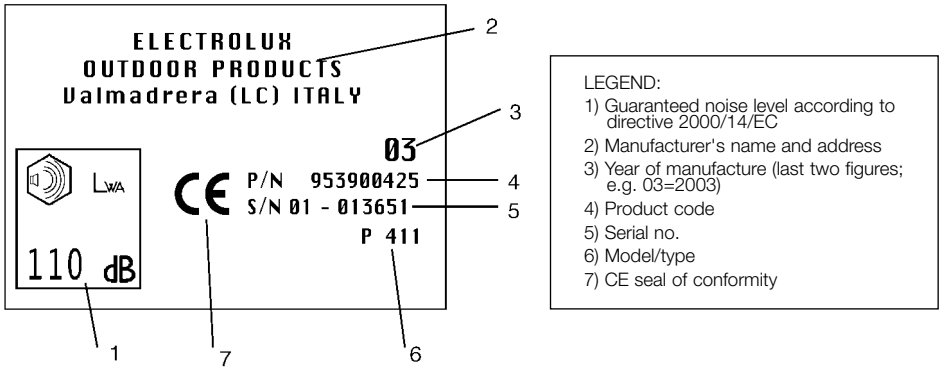 ELECTROLUX
OUTDOOR PRODUCTS
Valmadrera (LC) ITALY
2
3
03
LWA
CE
P/N 953900425
4
S/N 01 - 013651
5
P 411
110 dB
1
7
6
LEGEND:
1) Guaranteed noise level according to
directive 2000/14/EC
2) Manufacturer's name and address
3) Year of manufacture (last two figures;
e.g. 03=2003)
4) Product code
5) Serial no.
6) Model/type
7) CE seal of conformity